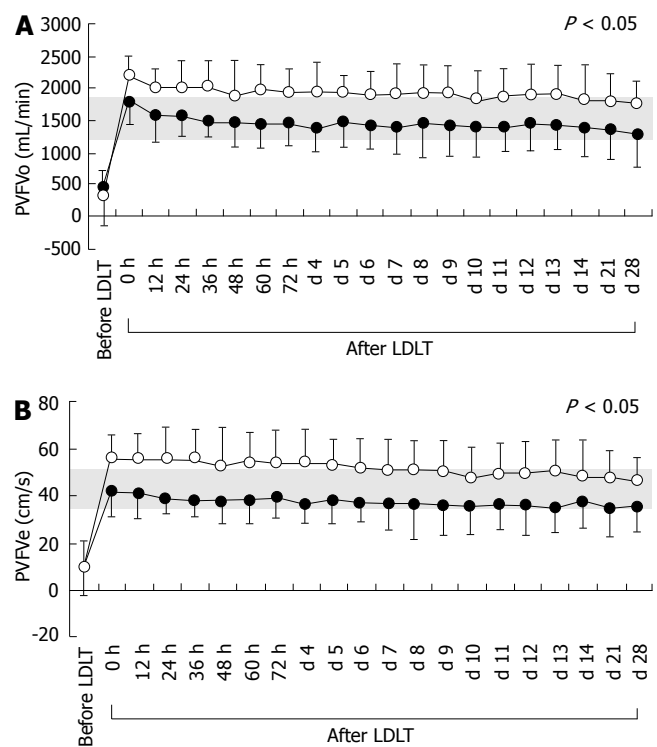 A
P < 0.05
PVFVo (mL/min)
3000
2500
2000
1500
1000
500
0
-500
Before LDLT
0 h
12 h
24 h
36 h
48 h
60 h
72 h
d 4
d 5
d 6
d 7
d 8
d 9
d 10
d 11
d 12
d 13
d 14
d 21
d 28
After LDLT
B
P < 0.05
PVFVe (cm/s)
80
60
40
20
0
-20
Before LDLT
0 h
12 h
24 h
36 h
48 h
60 h
72 h
d 4
d 5
d 6
d 7
d 8
d 9
d 10
d 11
d 12
d 13
d 14
d 21
d 28
After LDLT